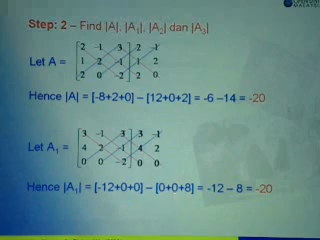 Step: 2 – Find |A|, |A₁|, |A₂| dan |A₃|
2 -1 3 2 -1
Let A = 1 2 -1 1 2
2 0 -2 2 0
Hence |A| = [-8+2+0] – [12+0+2] = -6 –14 = -20
3 -1 3 3 -1
Let A₁ = 4 2 -1 4 2
0 0 -2 0 0
Hence |A₁| = [-12+0+0] – [0+0+8] = -12 – 8 = -20